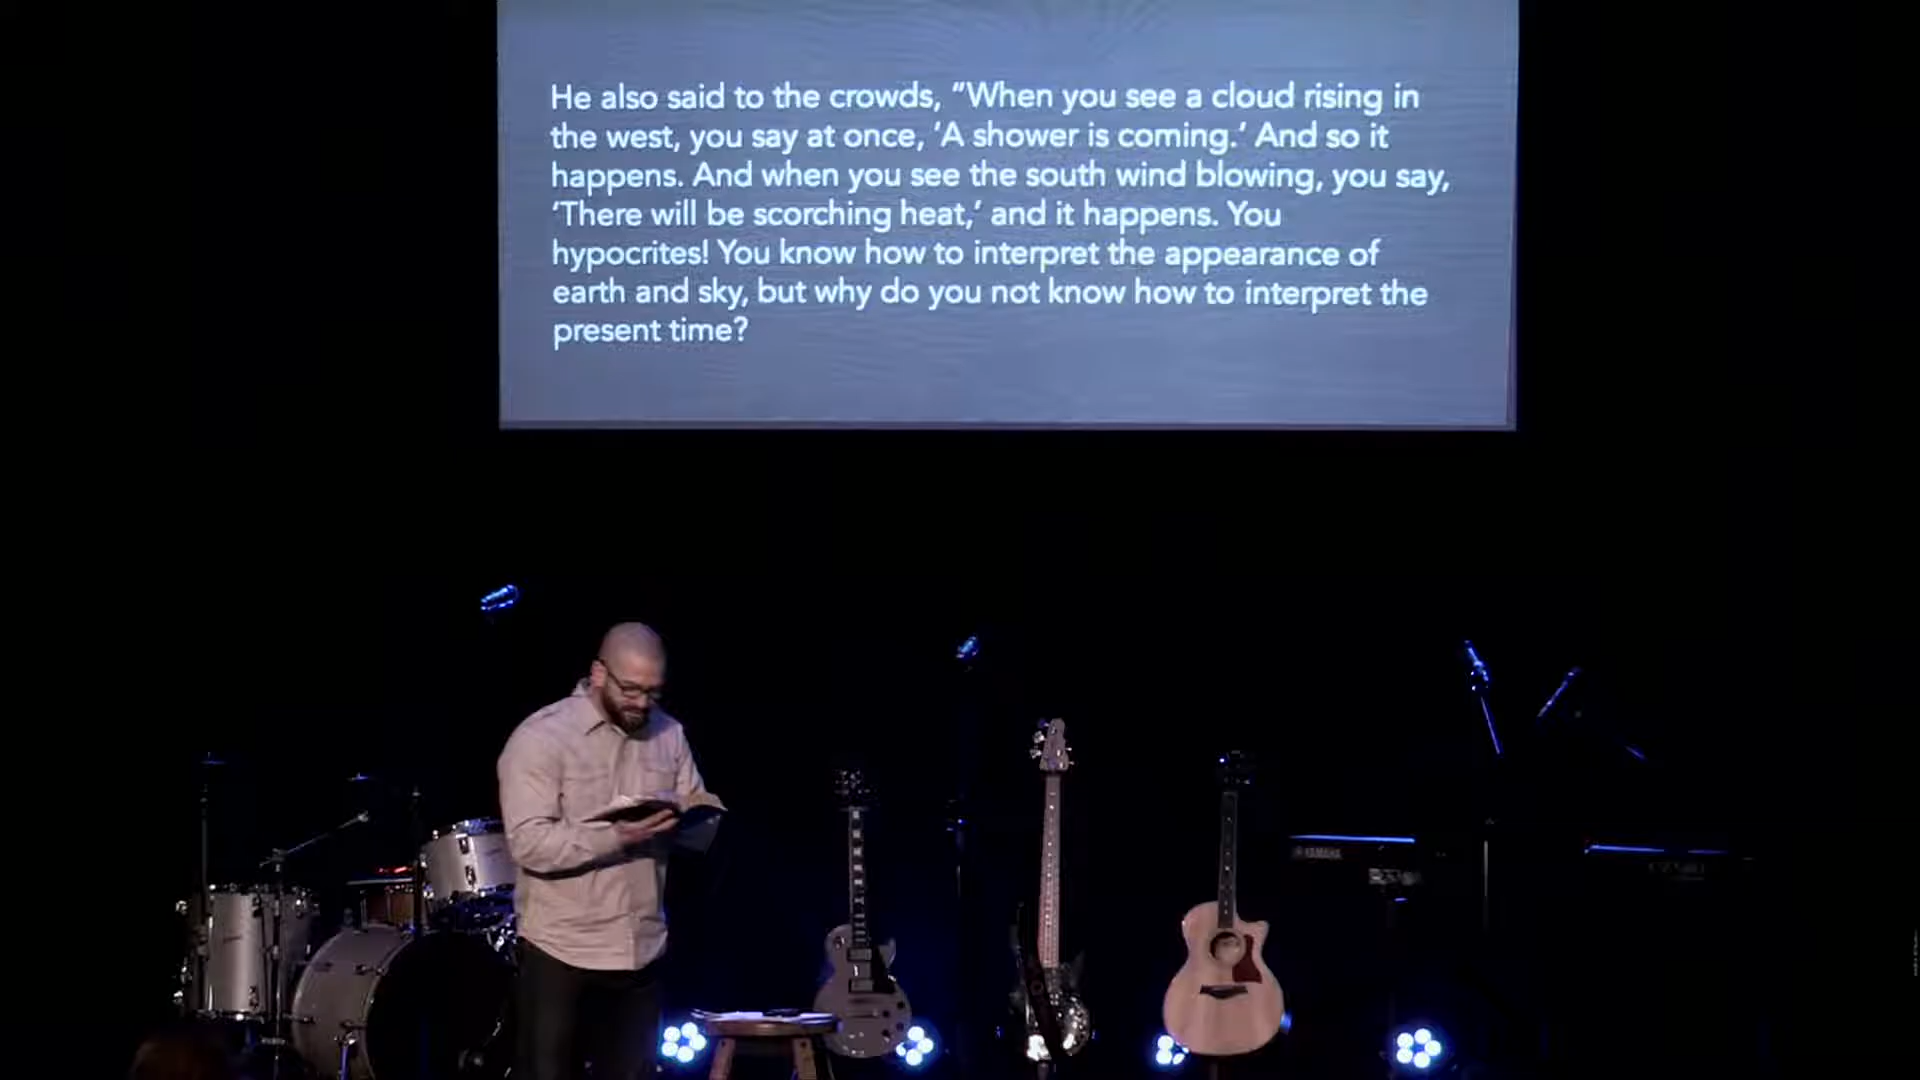 He also said to the crowds, “When you see a cloud rising in
the west, you say at once, ‘A shower is coming.’ And so it
happens. And when you see the south wind blowing, you say,
‘There will be scorching heat,’ and it happens. You
hypocrites! You know how to interpret the appearance of
earth and sky, but why do you not know how to interpret the
present time?
YAMAHA